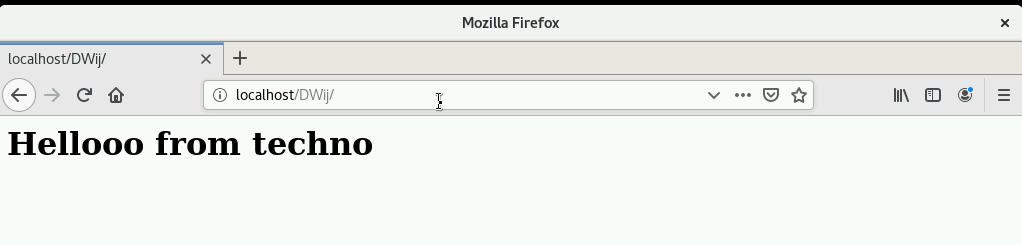 Mozilla Firefox
localhost/DWij/
localhost/DWij/
Hellooo from techno